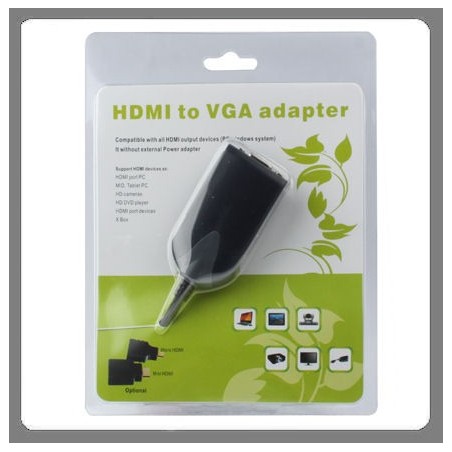 HDMI to VGA adapter
Compatible with all HDMI output devices (PC windows system)
It without external Power adapter
Support HDMI devices as:
HDMI port PC
MID, Tablet PC
HD cameras
HD DVD player
HDMI port devices
X Box
Micro HDMI
Mini HDMI
Optional